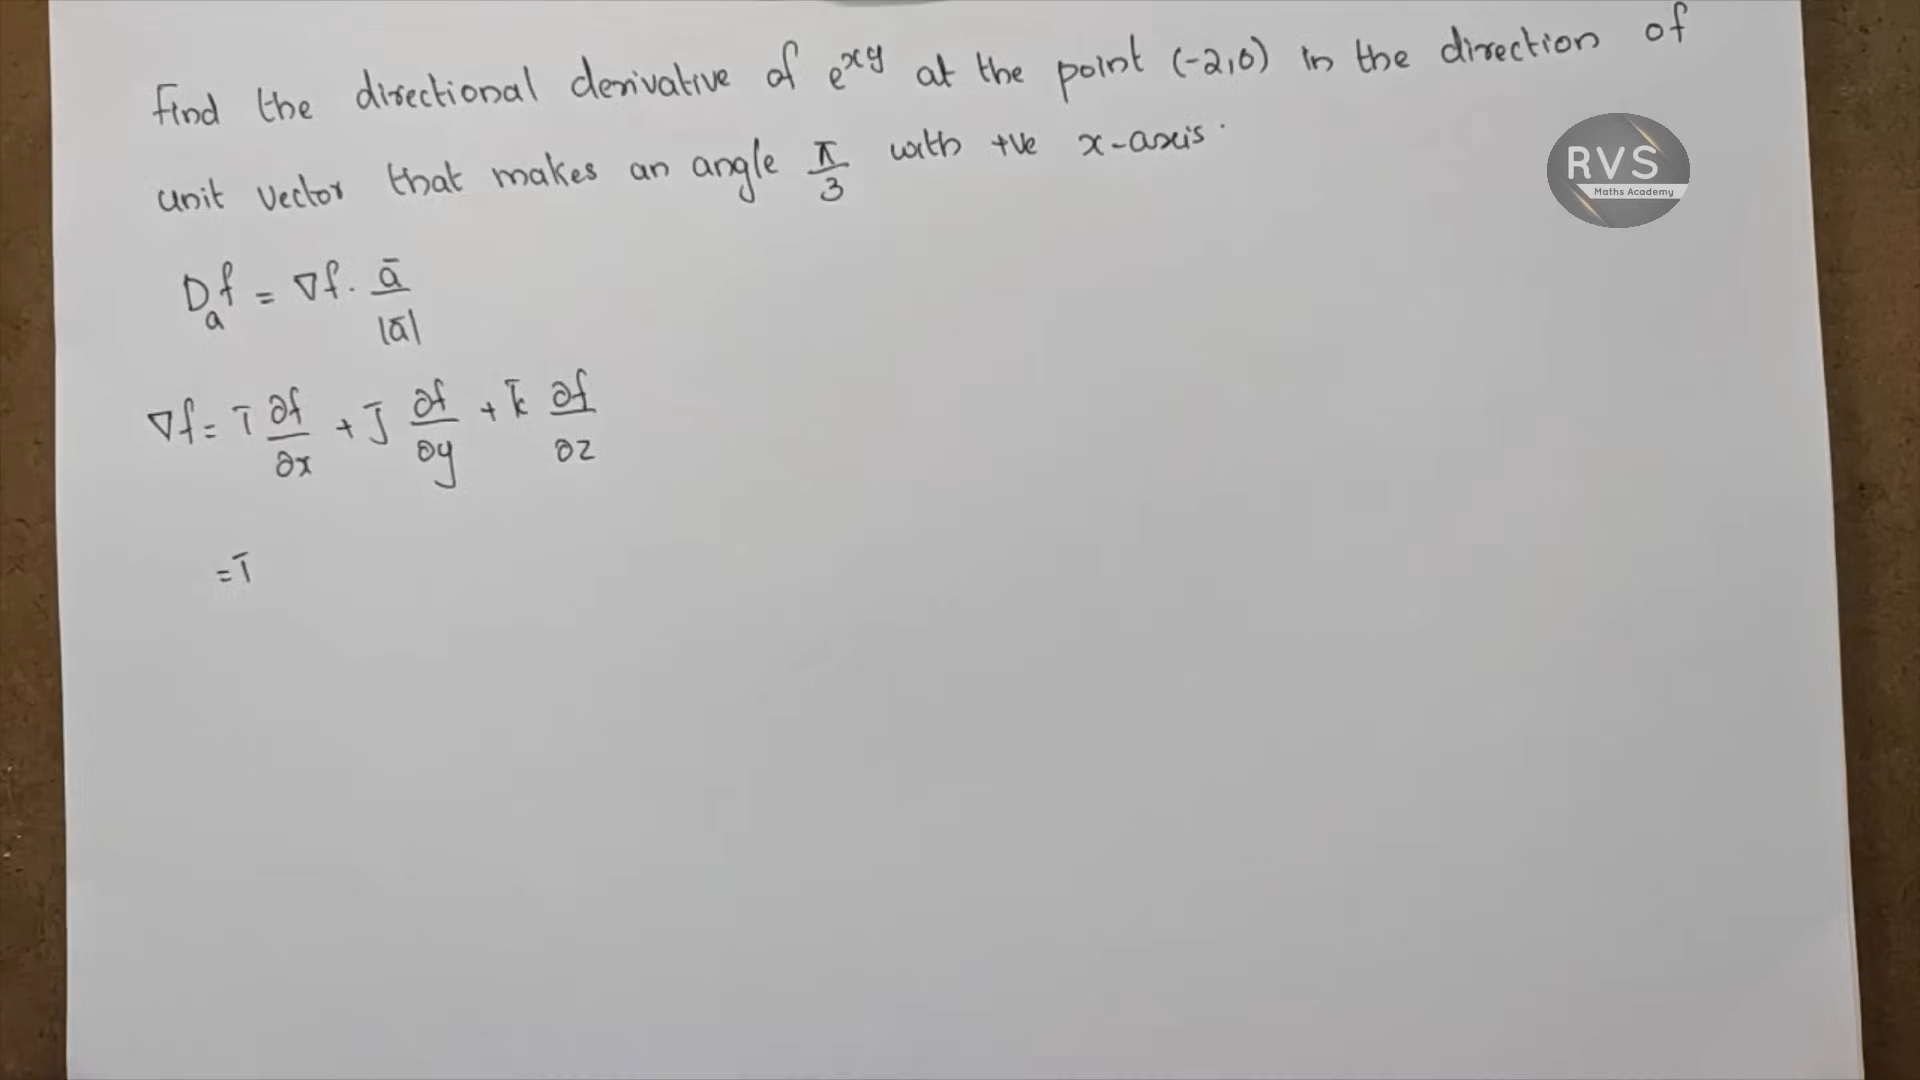 Find the directional derivative of e^xy at the point (-2,0) in the direction of
unit vector that makes an angle π/3 with +ve x-axis.
RVS
Maths Academy
D_a f = ∇f · ā/|ā|
∇f = ī ∂f/∂x + j̄ ∂f/∂y + k̄ ∂f/∂z
= ī